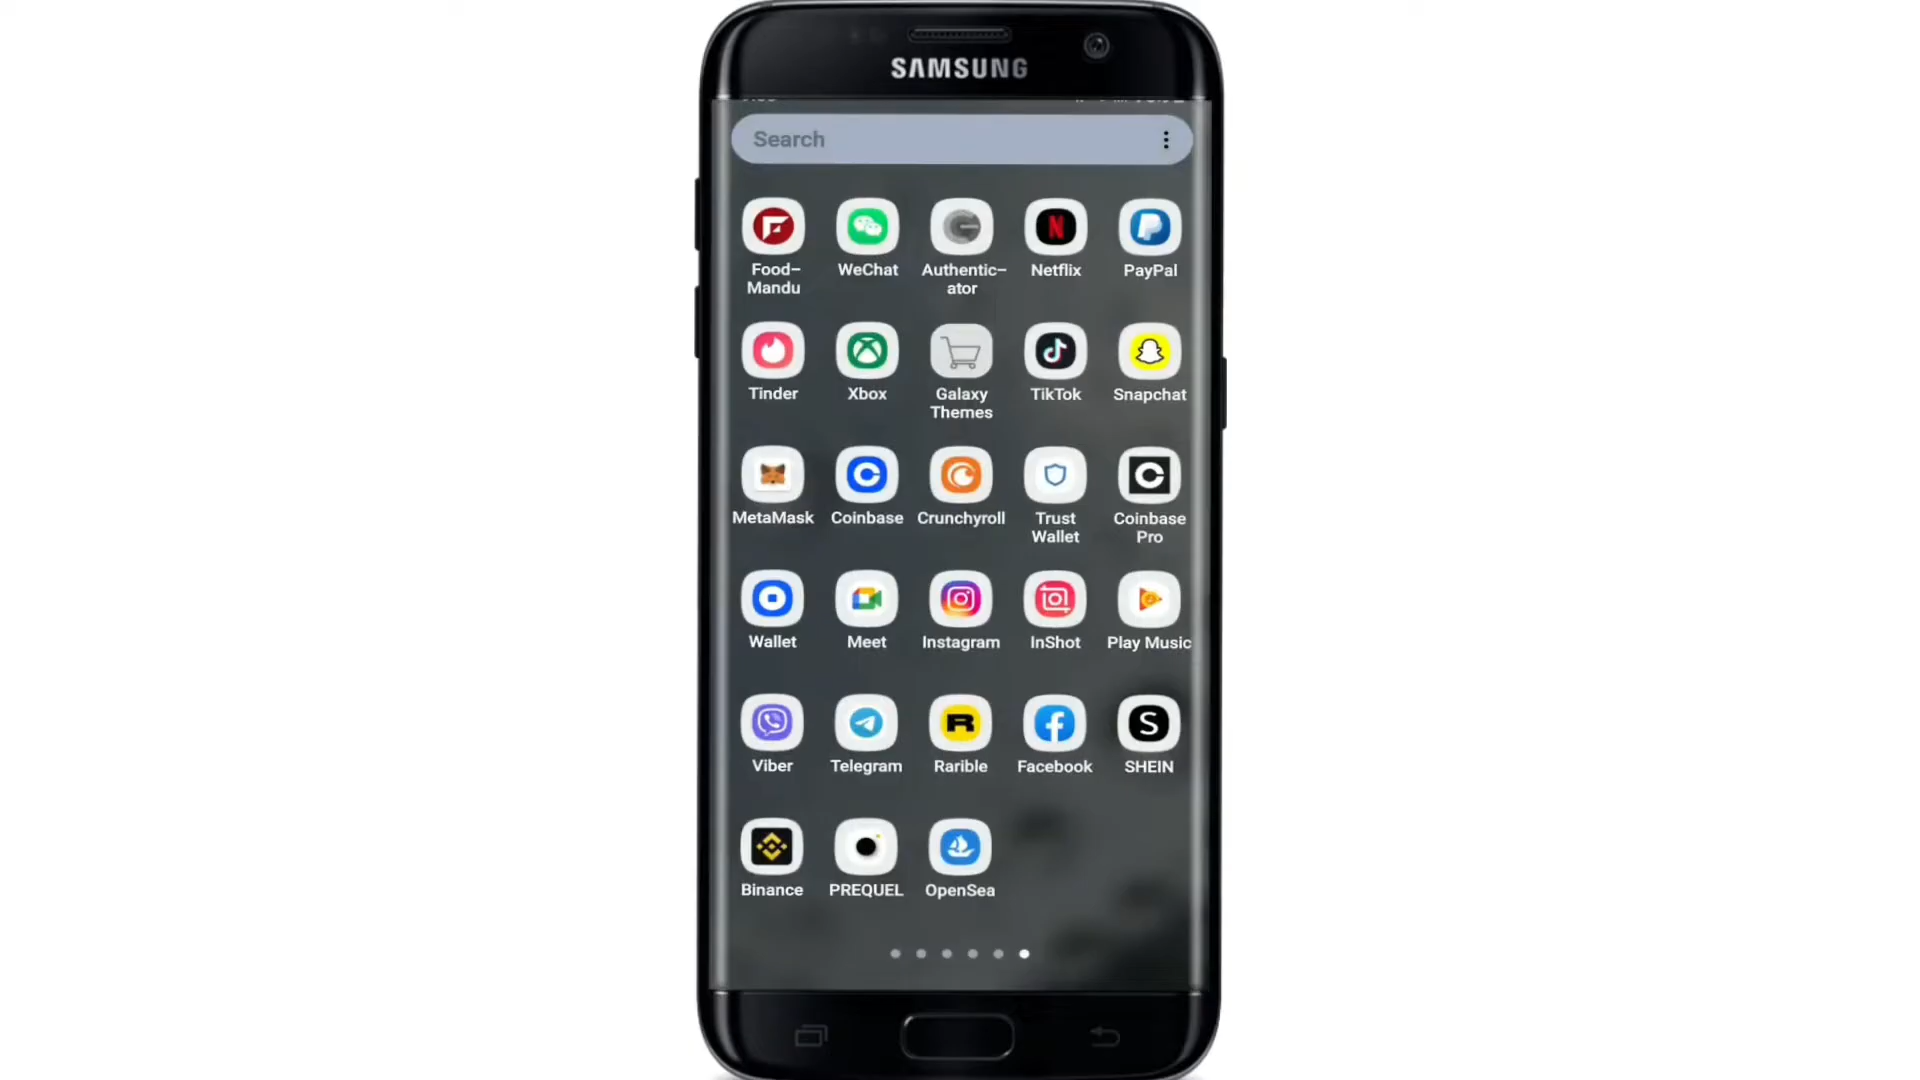 SAMSUNG
Search
Food-
Mandu
WeChat
Authentic-
ator
Netflix
PayPal
Tinder
Xbox
Galaxy
Themes
TikTok
Snapchat
MetaMask
Coinbase
Crunchyroll
Trust
Wallet
Coinbase
Pro
Wallet
Meet
Instagram
InShot
Play Music
Viber
Telegram
Rarible
Facebook
SHEIN
Binance
PREQUEL
OpenSea